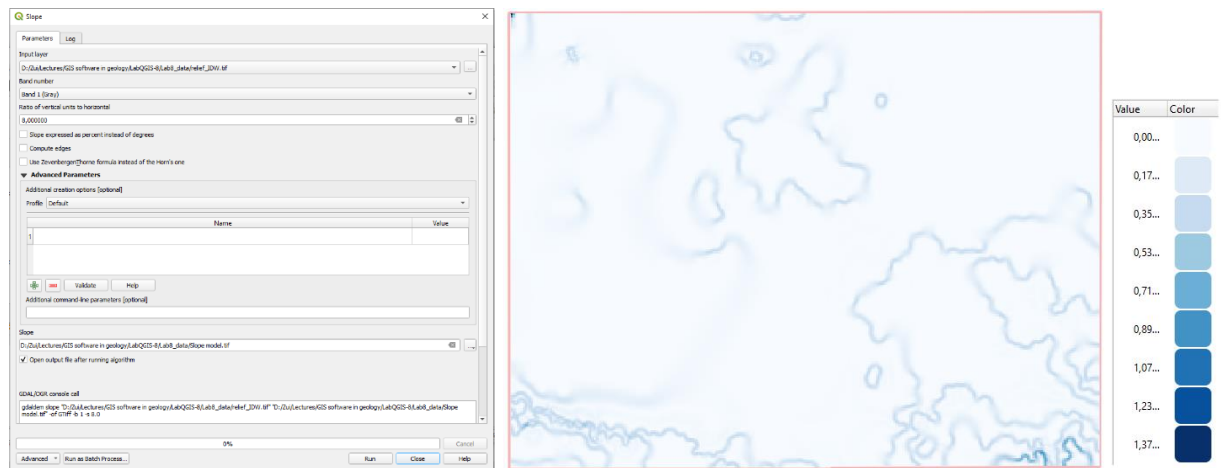 Slope
Parameters Log
Input layer
D:/Zui/Lectures/GIS software in geology/LabQGIS-8/Lab8_data/relief_IDW.tif
Band number
Band 1 (Gray)
Ratio of vertical units to horizontal
8,000000
Slope expressed as percent instead of degrees
Compute edges
Use ZevenbergenThorne formula instead of the Horn's one
Advanced Parameters
Additional creation options [optional]
Profile Default
Name Value
1
Validate Help
Additional command-line parameters [optional]
Slope
D:/Zui/Lectures/GIS software in geology/LabQGIS-8/Lab8_data/Slope model.tif
Open output file after running algorithm
GDAL/OGR console call
gdaldem slope "D:/Zui/Lectures/GIS software in geology/LabQGIS-8/Lab8_data/relief_IDW.tif" "D:/Zui/Lectures/GIS software in geology/LabQGIS-8/Lab8_data/Slope
model.tif" -of GTiff -b 1 -s 8.0
0% Cancel
Advanced Run as Batch Process... Run Close Help
Value Color
0,00...
0,17...
0,35...
0,53...
0,71...
0,89...
1,07...
1,23...
1,37...